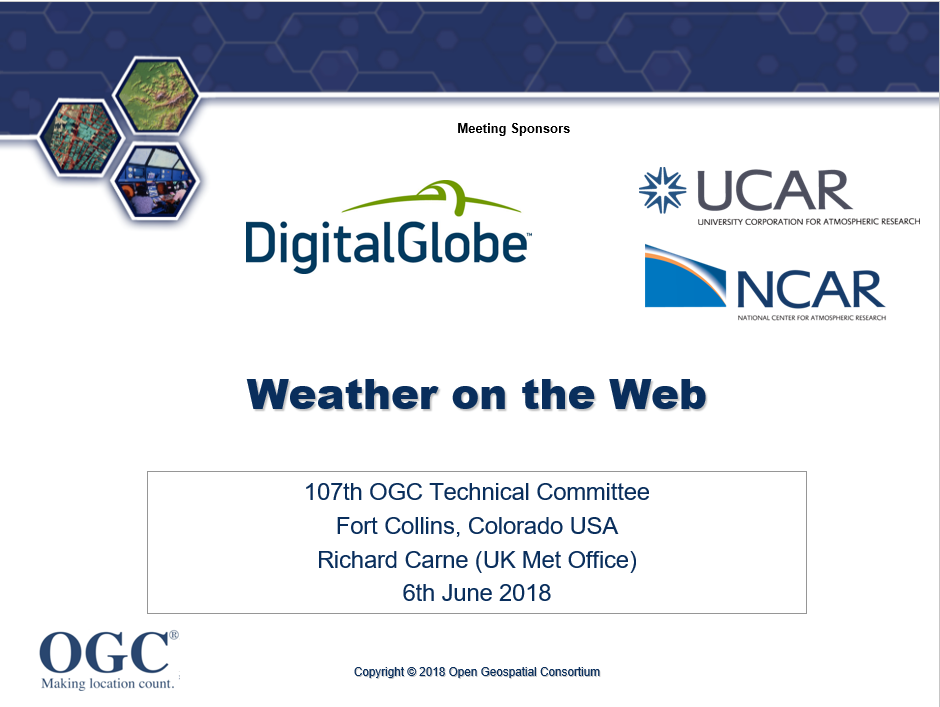 Meeting Sponsors
DigitalGlobe™
UCAR
UNIVERSITY CORPORATION FOR ATMOSPHERIC RESEARCH
NCAR
NATIONAL CENTER FOR ATMOSPHERIC RESEARCH
Weather on the Web
107th OGC Technical Committee
Fort Collins, Colorado USA
Richard Carne (UK Met Office)
6th June 2018
OGC®
Making location count.
Copyright © 2018 Open Geospatial Consortium